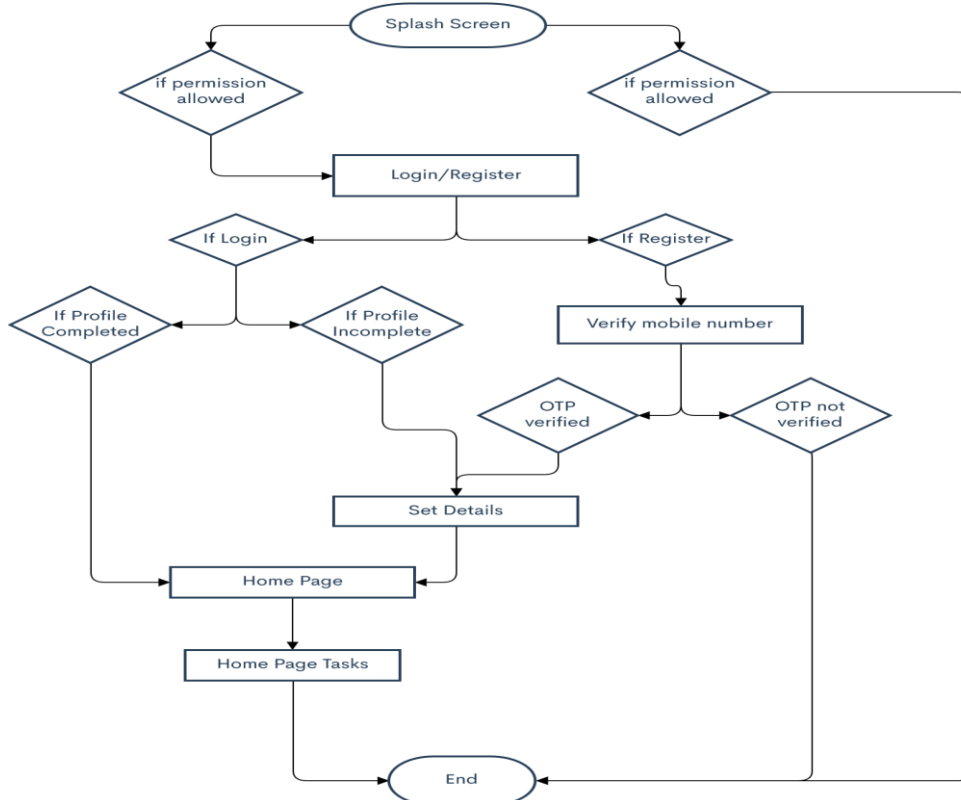 Splash Screen
if permission
allowed
if permission
allowed
Login/Register
If Login
If Register
If Profile
Completed
If Profile
Incomplete
Verify mobile number
OTP
verified
OTP not
verified
Set Details
Home Page
Home Page Tasks
End